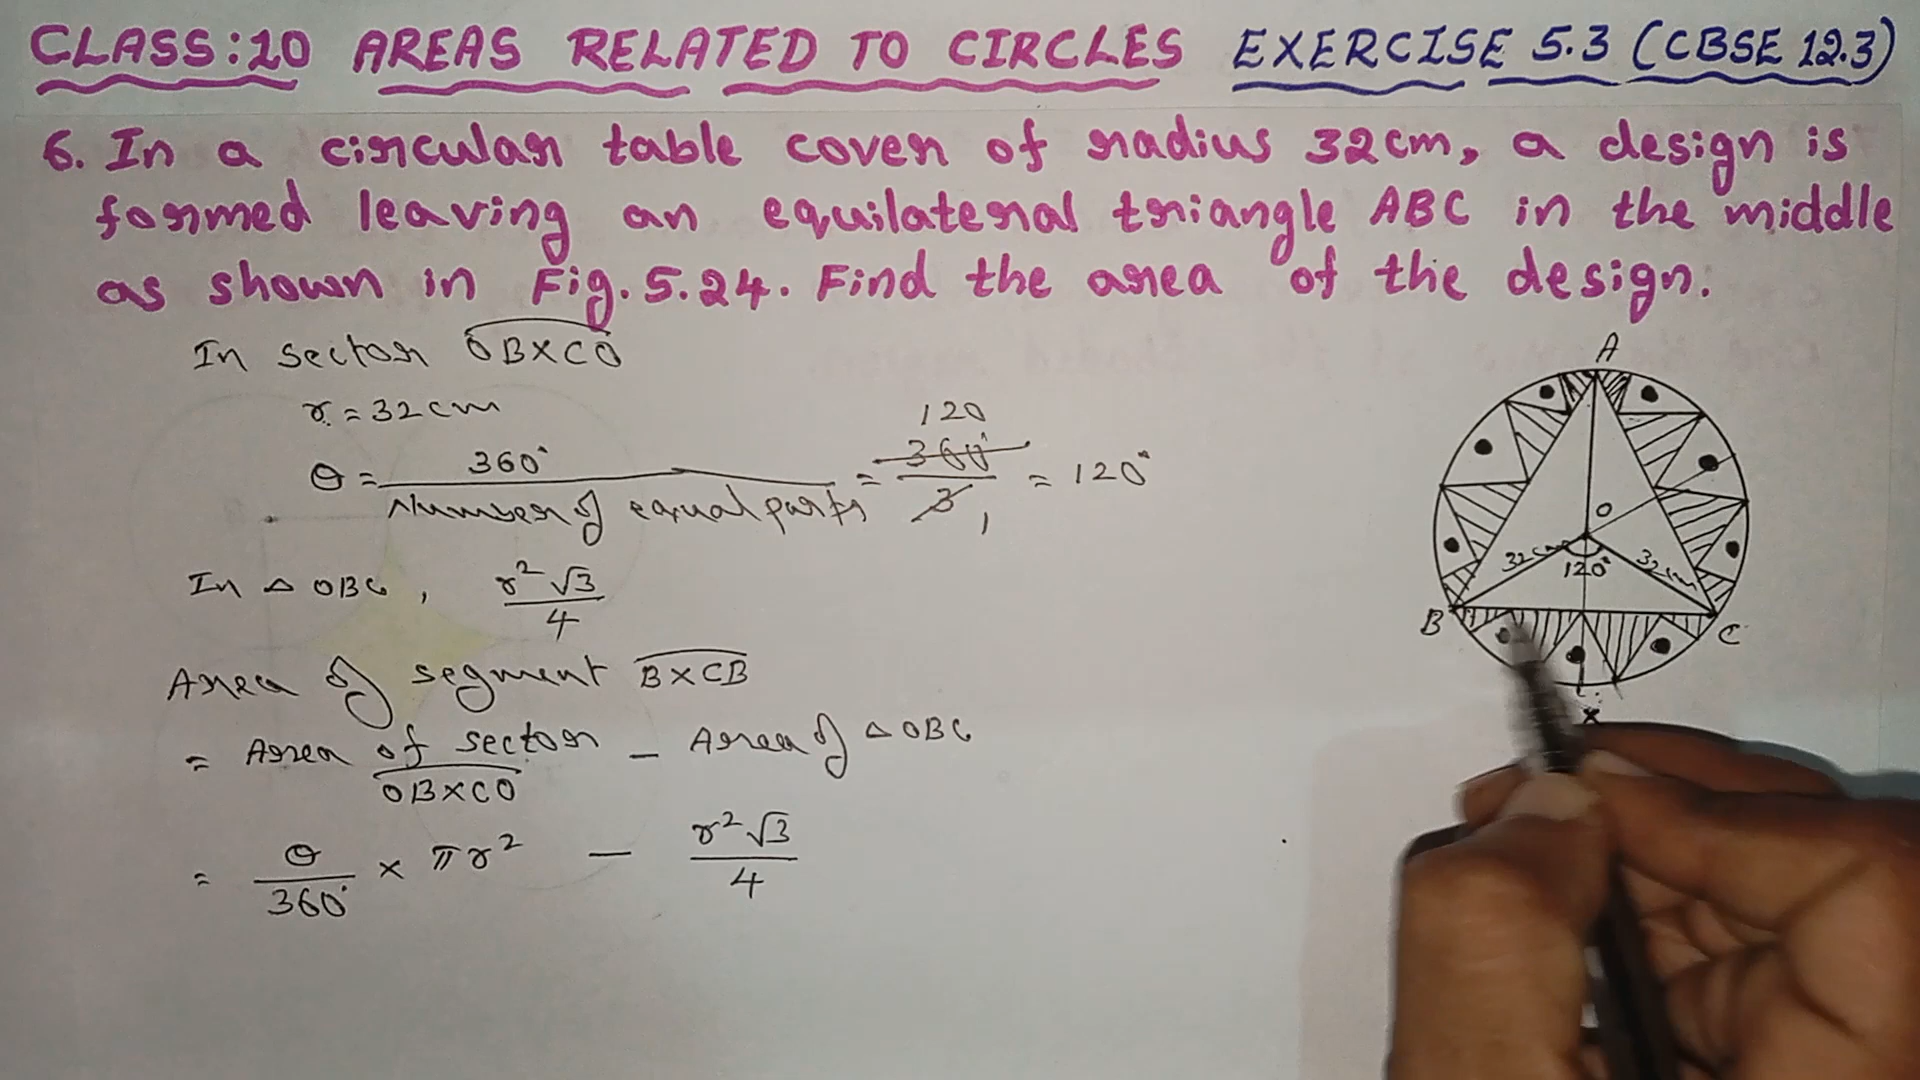 CLASS:10 AREAS RELATED TO CIRCLES EXERCISE 5.3 (CBSE 12.3)
6. In a circular table cover of radius 32cm, a design is
formed leaving an equilateral triangle ABC in the middle
as shown in Fig. 5.24. Find the area of the design.
In sector OBXCO
r = 32cm
θ = 360° / Number of equal parts = 360° / 3 = 120°
120
1
In △ OBC, r²√3 / 4
Area of segment BXCB
= Area of sector OBXCO - Area of △ OBC
= θ / 360° × πr² - r²√3 / 4
A
O
32cm
32cm
120°
B
C
X